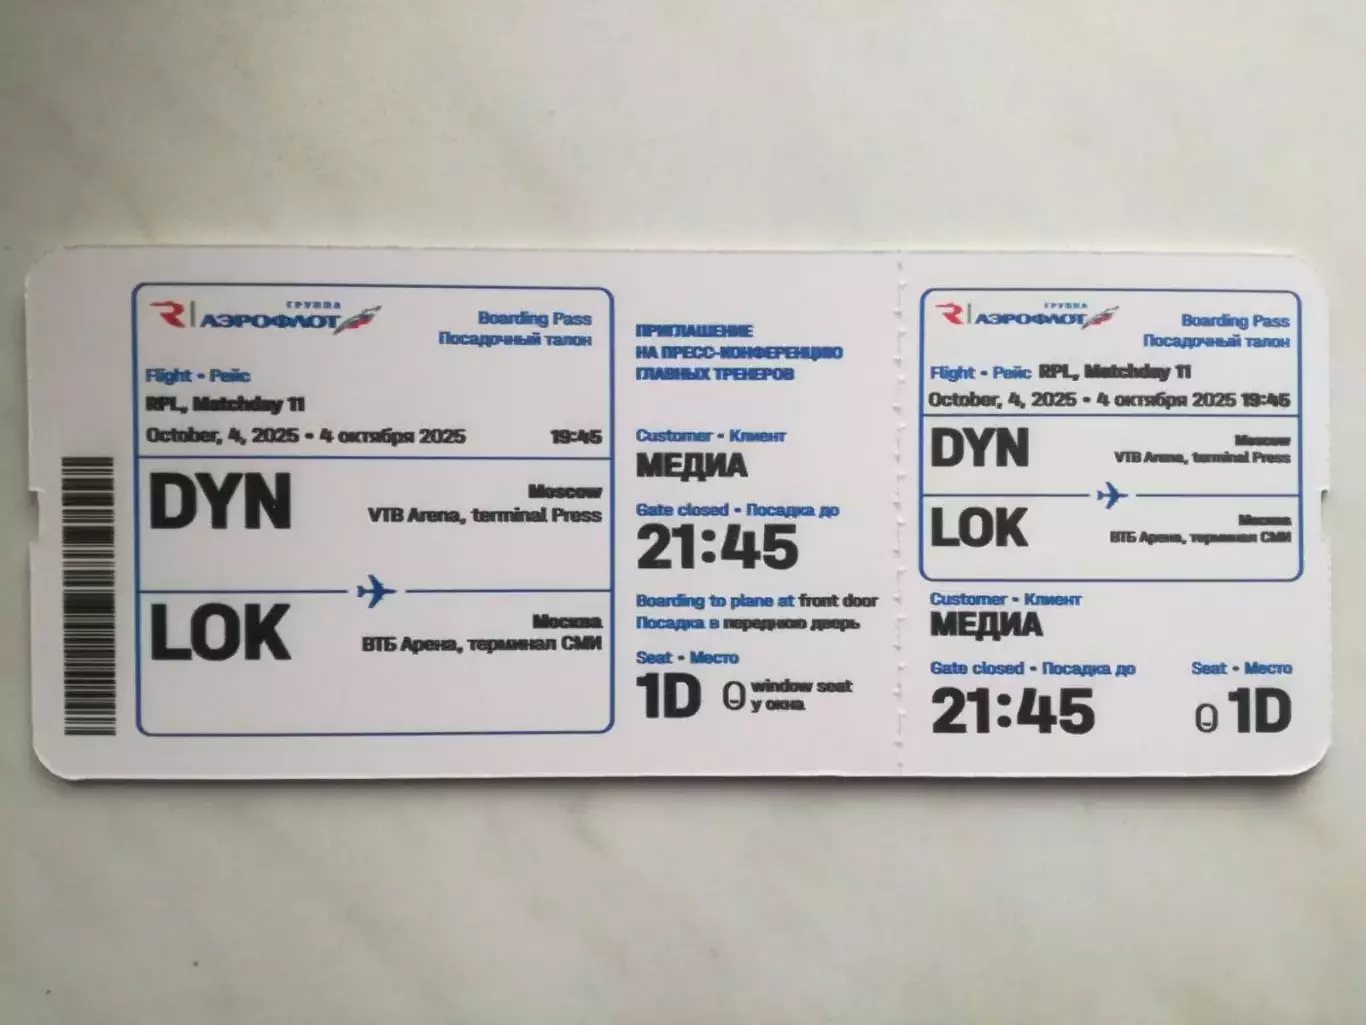 ГРУППА
R АЭРОФЛОТ
Boarding Pass
Посадочный талон
Flight • Рейс
RPL, Matchday 11
October, 4, 2025 • 4 октября 2025 19:45
DYN
Moscow
VTB Arena, terminal Press
LOK
Москва
ВТБ Арена, терминал СМИ
ПРИГЛАШЕНИЕ
НА ПРЕСС-КОНФЕРЕНЦИЮ
ГЛАВНЫХ ТРЕНЕРОВ
Customer • Клиент
МЕДИА
Gate closed • Посадка до
21:45
Boarding to plane at front door
Посадка в переднюю дверь
Seat • Место
1D window seat
у окна
ГРУППА
R АЭРОФЛОТ
Boarding Pass
Посадочный талон
Flight • Рейс RPL, Matchday 11
October, 4, 2025 • 4 октября 2025 19:45
DYN
Moscow
VTB Arena, terminal Press
LOK
Москва
ВТБ Арена, терминал СМИ
Customer • Клиент
МЕДИА
Gate closed • Посадка до Seat • Место
21:45 1D